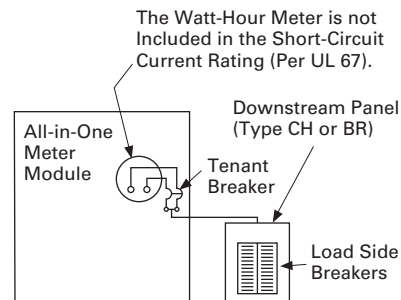 The Watt-Hour Meter is not
Included in the Short-Circuit
Current Rating (Per UL 67).
Downstream Panel
(Type CH or BR)
All-in-One
Meter
Module
Tenant
Breaker
Load Side
Breakers